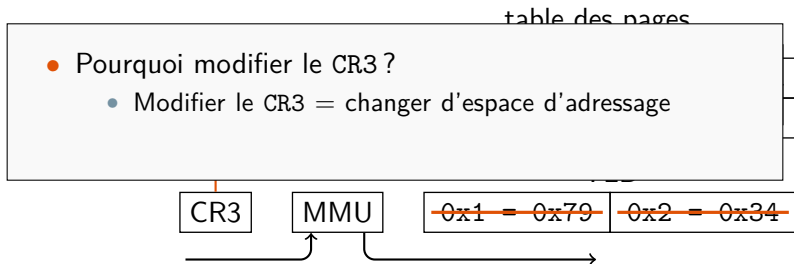 table des pages
Pourquoi modifier le CR3 ?
Modifier le CR3 = changer d'espace d'adressage
CR3
MMU
0x1 = 0x79
0x2 = 0x34